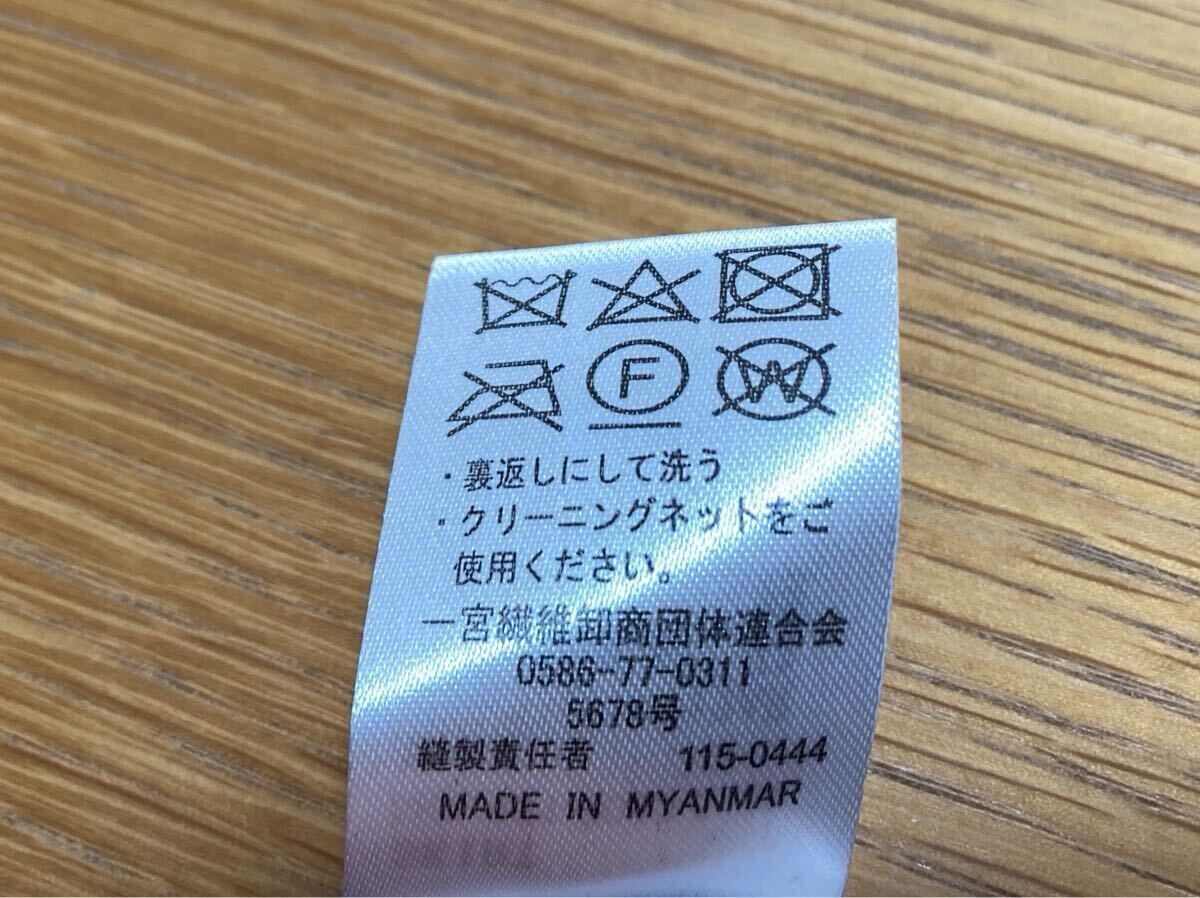 F W
・裏返しにして洗う
・クリーニングネットをご
使用ください。
一宮繊維卸商団体連合会
0586-77-0311
5678号
縫製責任者 115-0444
MADE IN MYANMAR